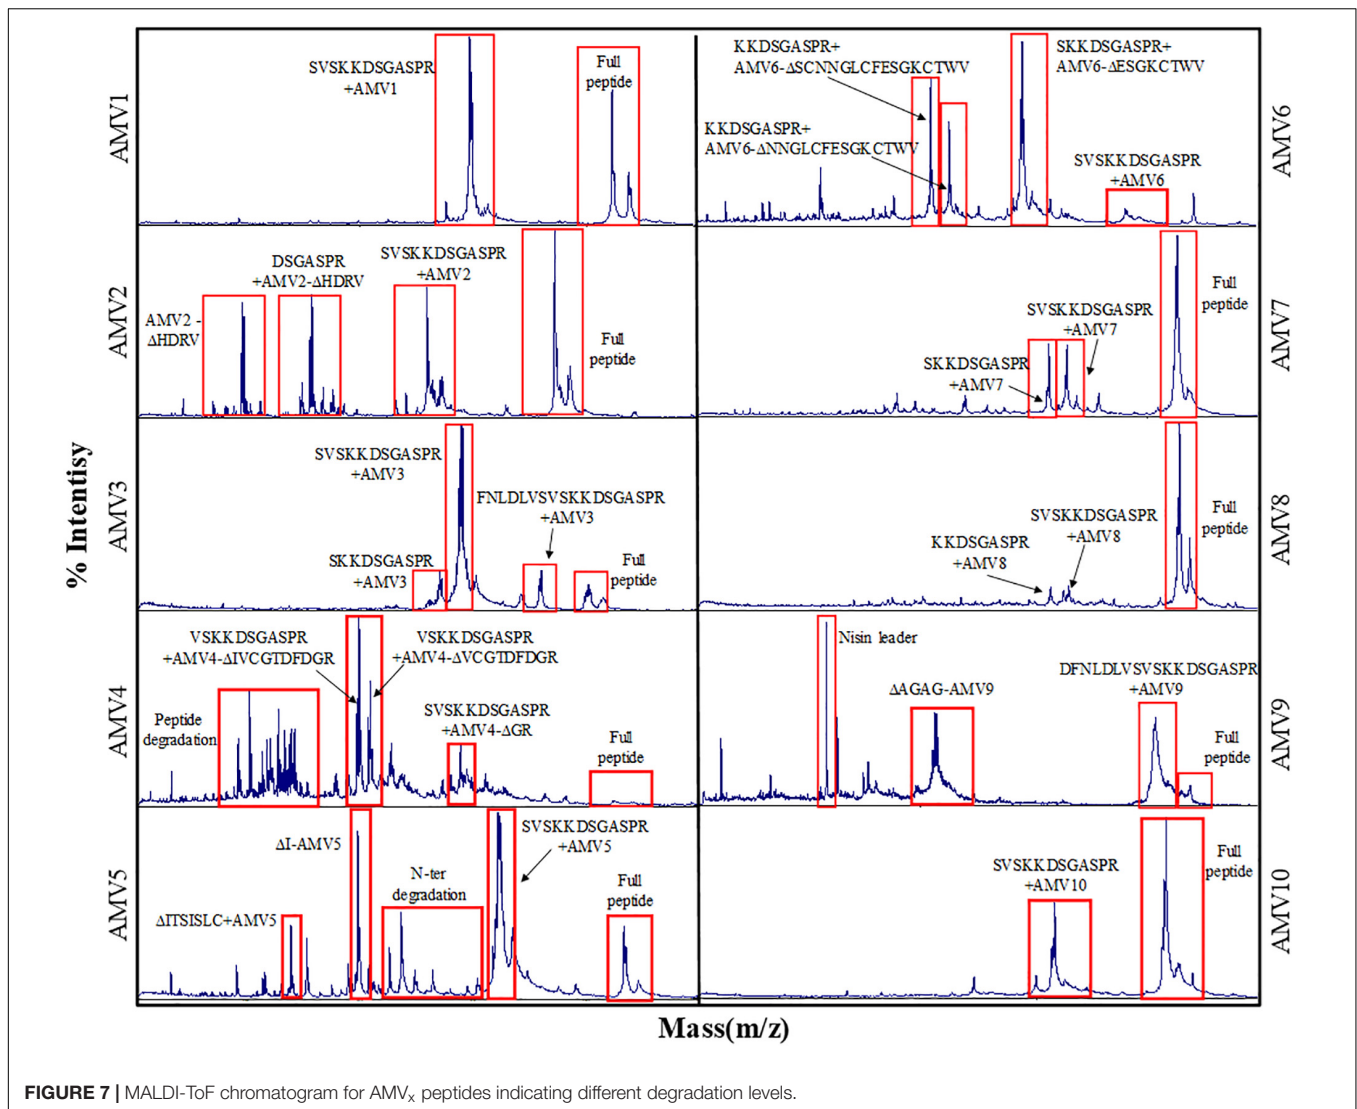 AMV1
SVSKKDSGASPR
+AMV1
Full
peptide
AMV2
AMV2 -
ΔHDRV
DSGASPR
+AMV2-ΔHDRV
SVSKKDSGASPR
+AMV2
Full
peptide
AMV3
SVSKKDSGASPR
+AMV3
SKKDSGASPR
+AMV3
FNLDLVSVSKKDSGASPR
+AMV3
Full
peptide
AMV4
Peptide
degradation
VSKKDSGASPR
+AMV4-ΔIVCGTDFDGR
VSKKDSGASPR
+AMV4-ΔVCGTDFDGR
SVSKKDSGASPR
+AMV4-ΔGR
Full
peptide
AMV5
ΔITSISLC+AMV5
ΔI-AMV5
N-ter
degradation
SVSKKDSGASPR
+AMV5
Full
peptide
KKDSGASPR+
AMV6-ΔSCNNGLCFESGKCTWV
KKDSGASPR+
AMV6-ΔNNGLCFESGKCTWV
SKKDSGASPR+
AMV6-ΔESGKCTWV
SVSKKDSGASPR
+AMV6
AMV6
SKKDSGASPR
+AMV7
SVSKKDSGASPR
+AMV7
Full
peptide
AMV7
KKDSGASPR
+AMV8
SVSKKDSGASPR
+AMV8
Full
peptide
AMV8
Nisin leader
ΔAGAG-AMV9
DFNLDLVSVSKKDSGASPR
+AMV9
Full
peptide
AMV9
SVSKKDSGASPR
+AMV10
Full
peptide
AMV10
% Intentisy
Mass(m/z)
FIGURE 7 | MALDI-ToF chromatogram for AMVx peptides indicating different degradation levels.